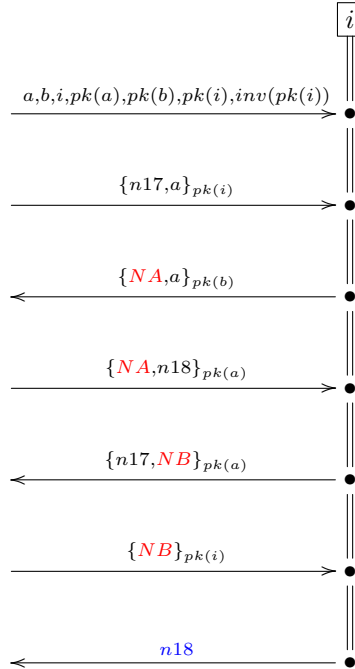 i
a,b,i,pk(a),pk(b),pk(i),inv(pk(i))
{n17,a}pk(i)
{NA,a}pk(b)
{NA,n18}pk(a)
{n17,NB}pk(a)
{NB}pk(i)
n18